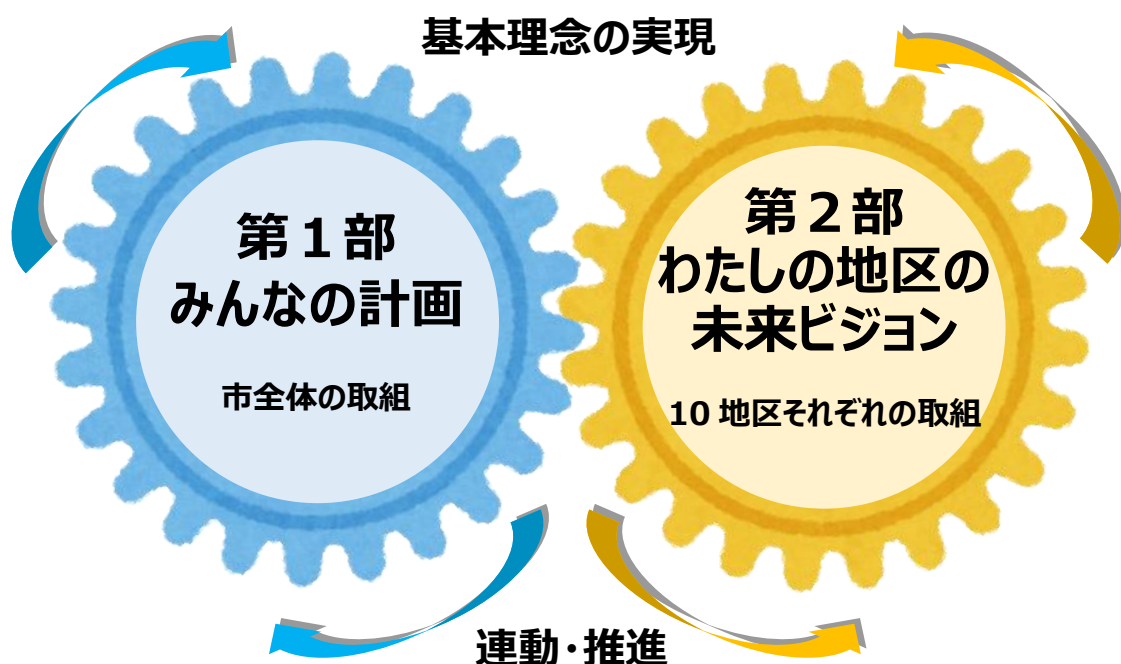 基本理念の実現
第１部
みんなの計画
市全体の取組
第２部
わたしの地区の
未来ビジョン
10 地区それぞれの取組
連動・推進